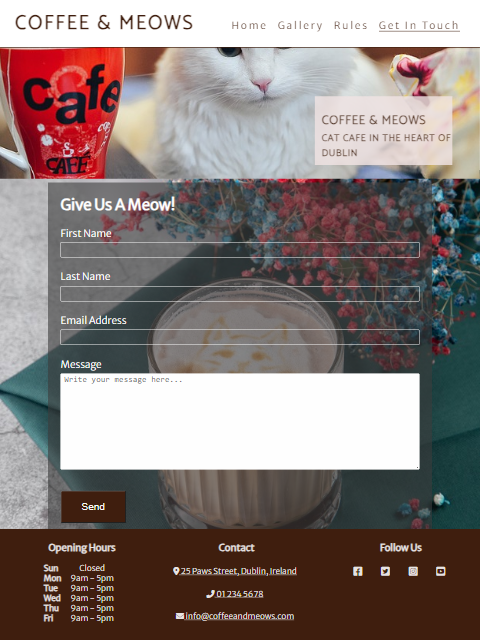 COFFEE & MEOWS
Home Gallery Rules Get In Touch
Cafe
CAFÉ
COFFEE & MEOWS
CAT CAFE IN THE HEART OF
DUBLIN
Give Us A Meow!
First Name
Last Name
Email Address
Message
Write your message here...
Send
Opening Hours
Sun Closed
Mon 9am – 5pm
Tue 9am – 5pm
Wed 9am – 5pm
Thu 9am – 5pm
Fri 9am – 5pm
Contact
25 Paws Street, Dublin, Ireland
01 234 5678
info@coffeeandmeows.com
Follow Us